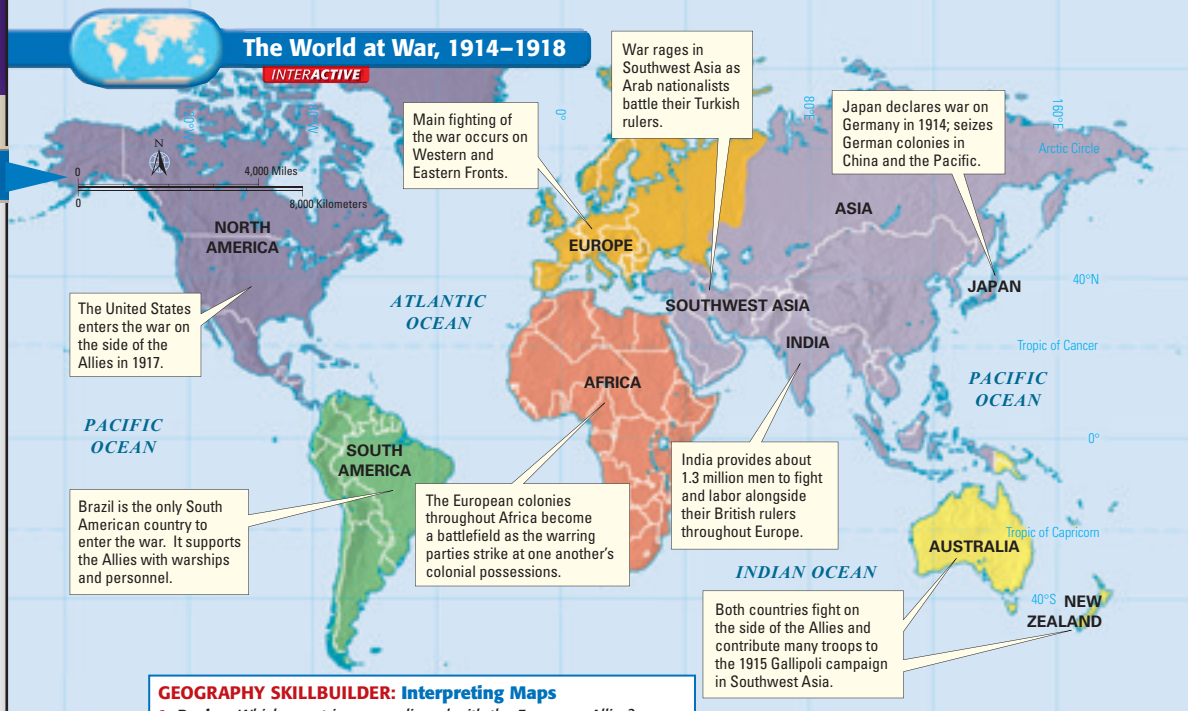 The World at War, 1914–1918
INTERACTIVE
War rages in
Southwest Asia as
Arab nationalists
battle their Turkish
rulers.
Main fighting of
the war occurs on
Western and
Eastern Fronts.
Japan declares war on
Germany in 1914; seizes
German colonies in
China and the Pacific.
0°
80°E
160°E
Arctic Circle
N
0
4,000 Miles
0
8,000 Kilometers
NORTH
AMERICA
EUROPE
ASIA
JAPAN
40°N
SOUTHWEST ASIA
ATLANTIC
OCEAN
The United States
enters the war on
the side of the
Allies in 1917.
INDIA
Tropic of Cancer
AFRICA
PACIFIC
OCEAN
PACIFIC
OCEAN
0°
SOUTH
AMERICA
India provides about
1.3 million men to fight
and labor alongside
their British rulers
throughout Europe.
Brazil is the only South
American country to
enter the war. It supports
the Allies with warships
and personnel.
The European colonies
throughout Africa become
a battlefield as the warring
parties strike at one another's
colonial possessions.
Tropic of Capricorn
AUSTRALIA
INDIAN OCEAN
40°S
NEW
ZEALAND
Both countries fight on
the side of the Allies and
contribute many troops to
the 1915 Gallipoli campaign
in Southwest Asia.
GEOGRAPHY SKILLBUILDER: Interpreting Maps